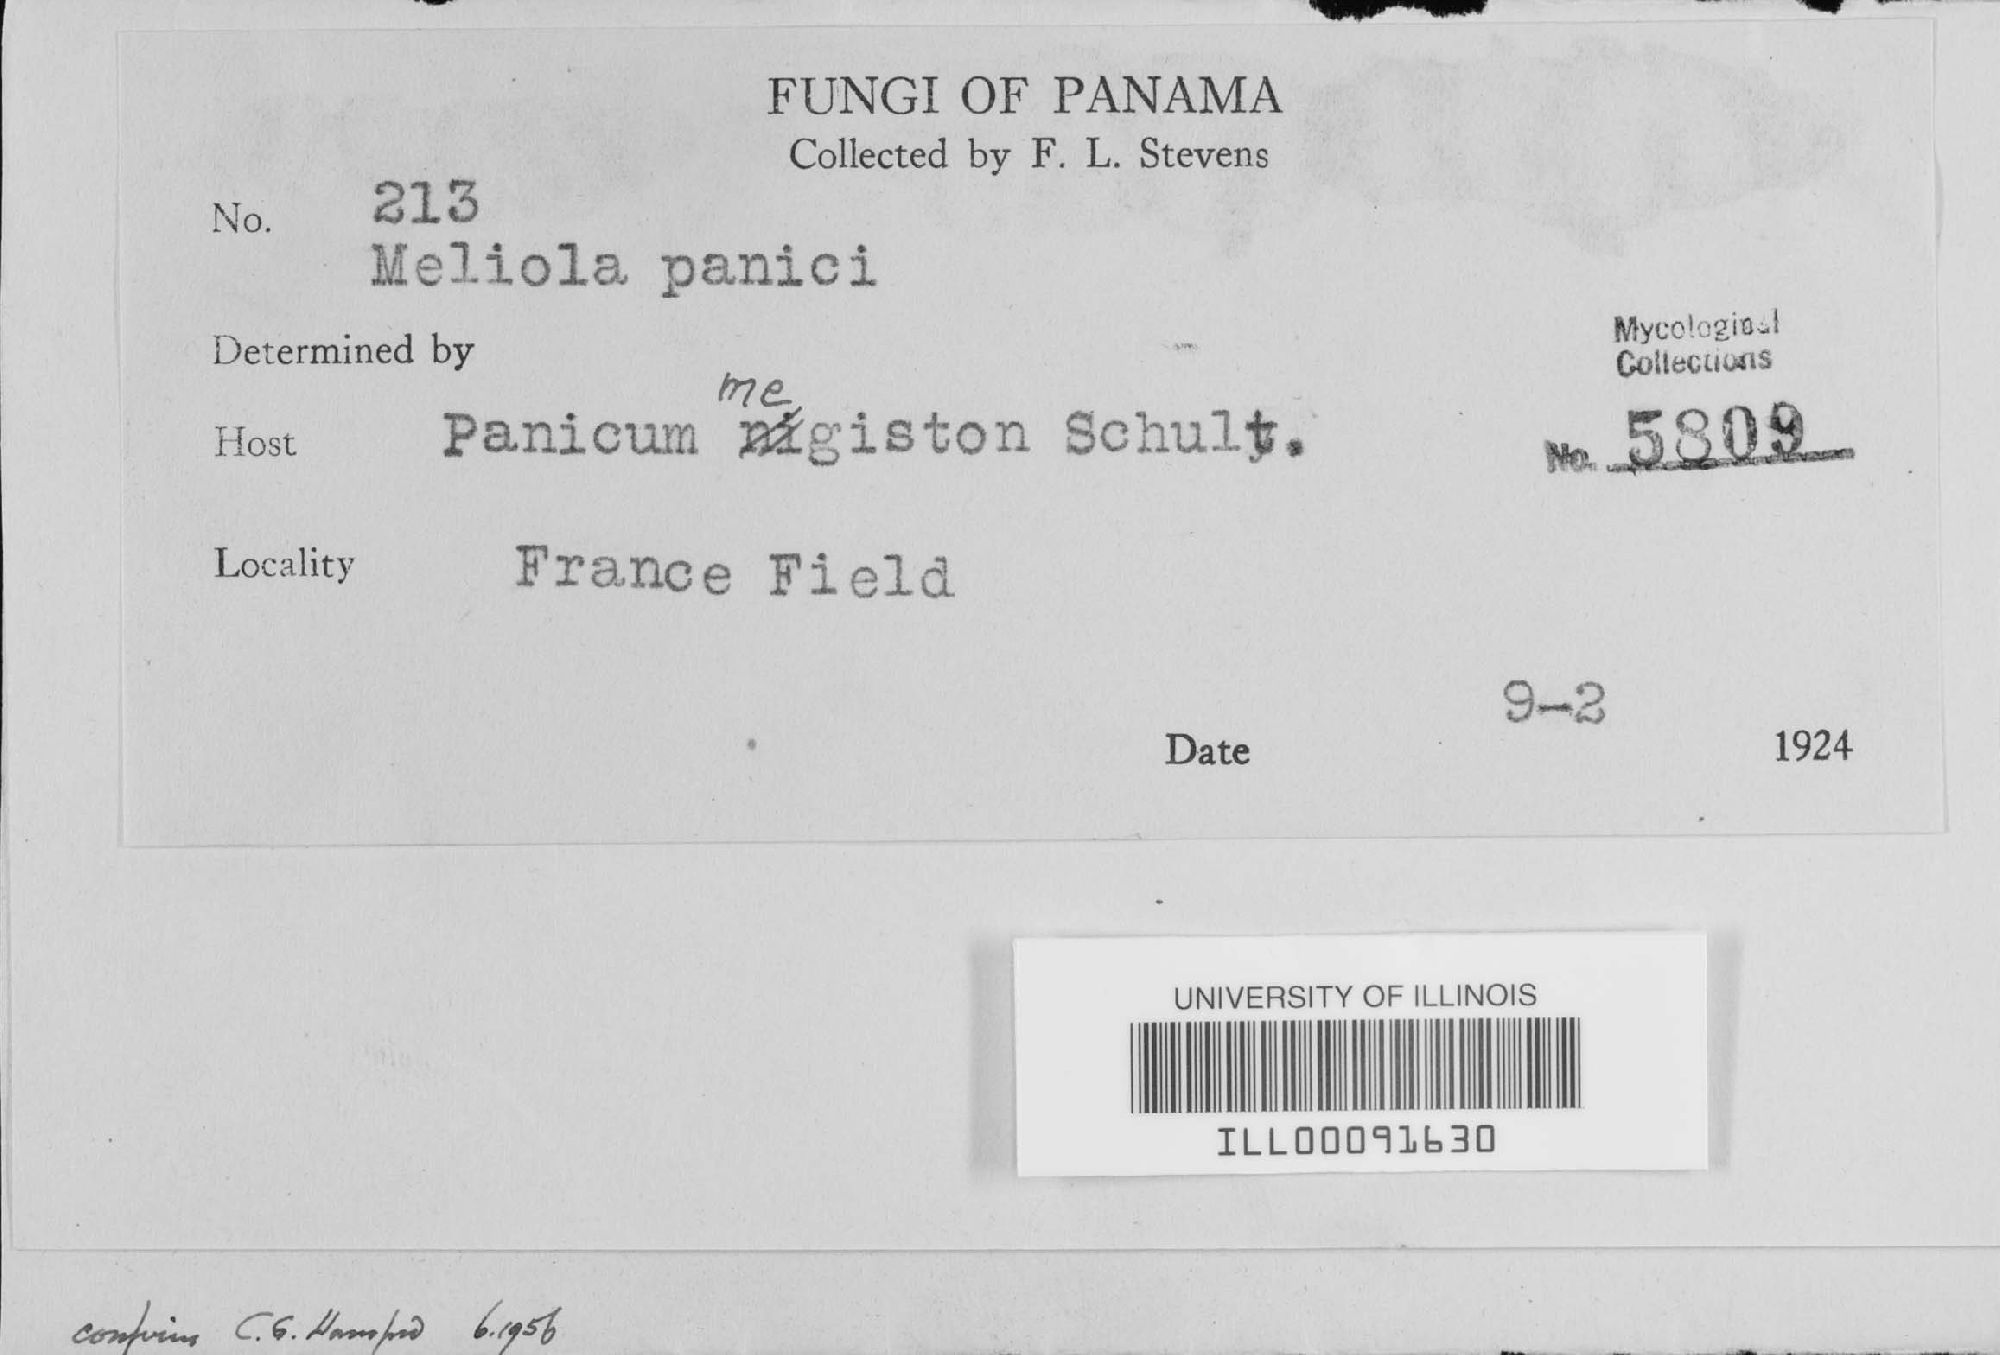 FUNGI OF PANAMA
Collected by F. L. Stevens
No. 213
Meliola panici
Determined by
Mycological
Collections
me
Host Panicum giston Schult.
No. 5809
Locality France Field
9-2
Date 1924
UNIVERSITY OF ILLINOIS
ILL00091630
C.G. 6.1956